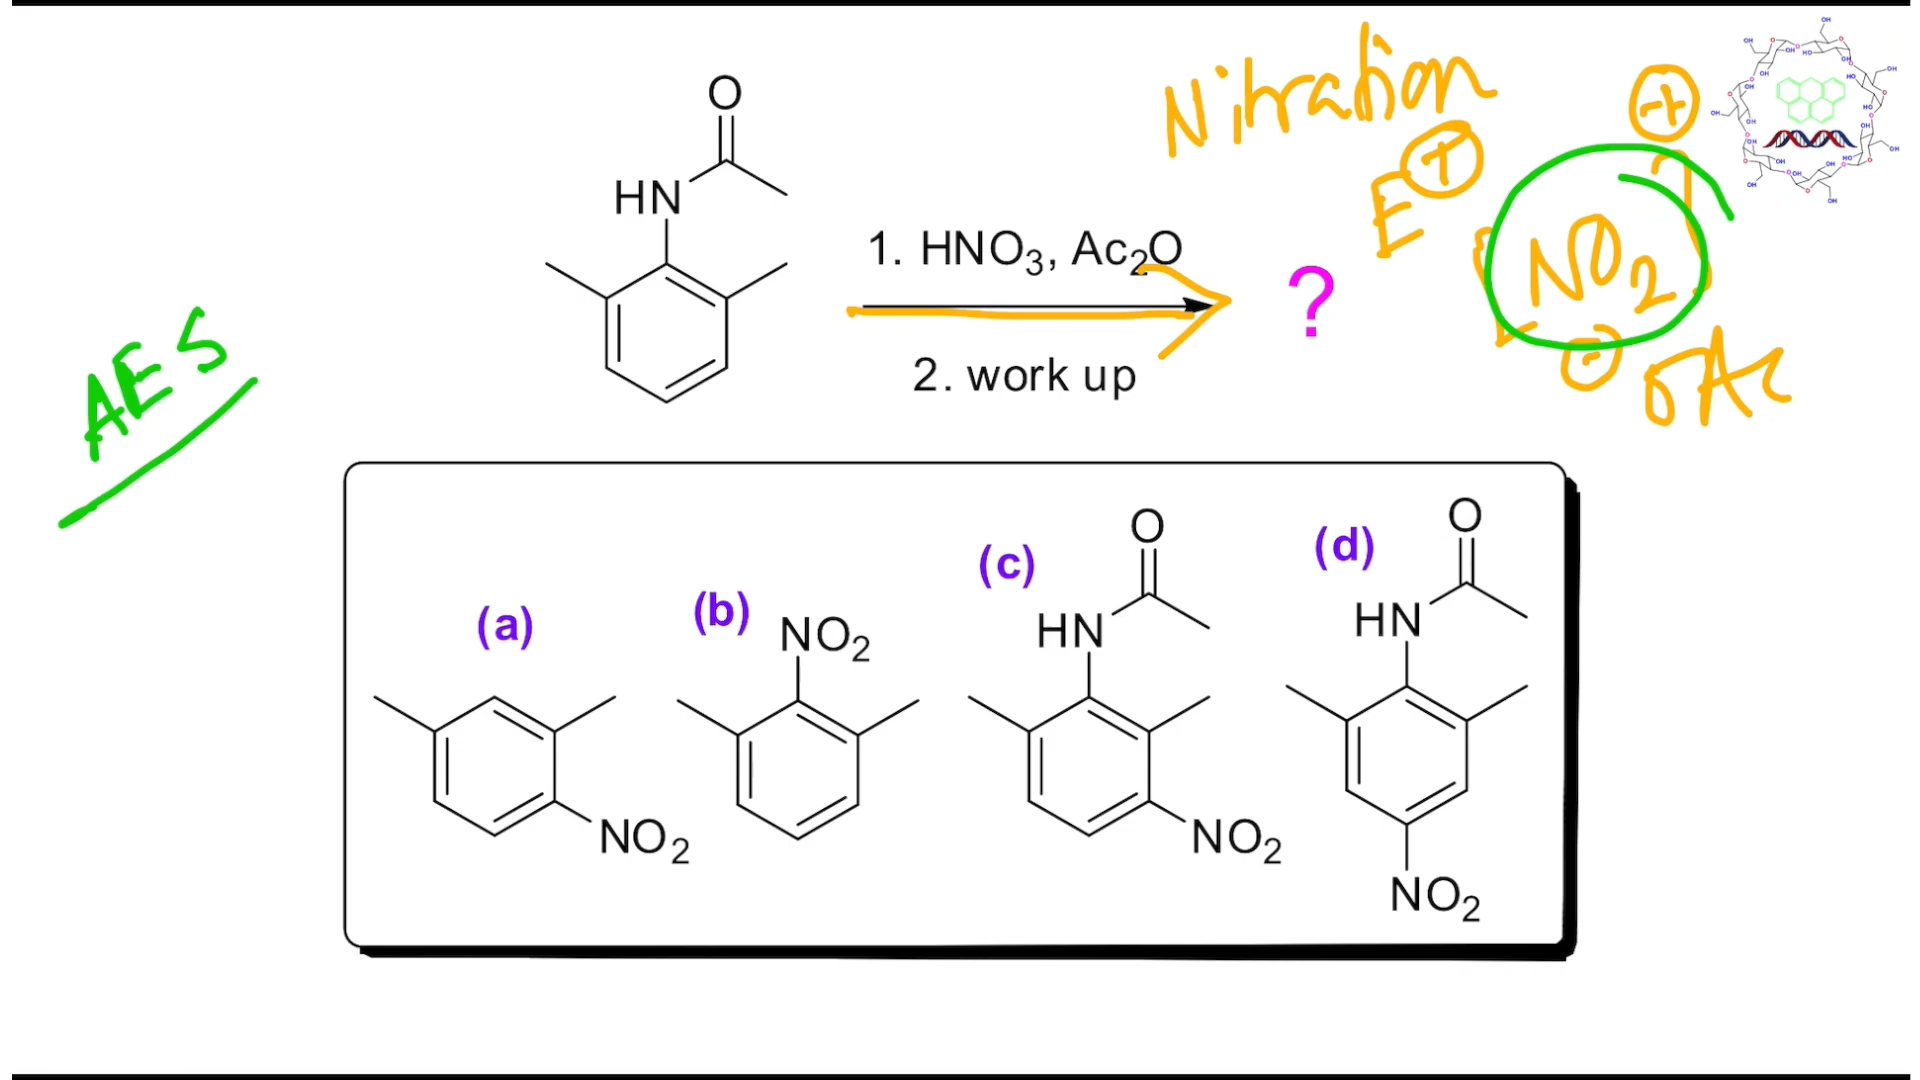 O
HN
1. HNO3, Ac2O
2. work up
?
Nitration
E +
+
NO2
-
OAc
AES
(a)
NO2
(b)
NO2
(c)
O
HN
NO2
(d)
O
HN
NO2